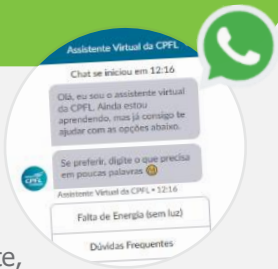 Assistente Virtual da CPFL
Chat se iniciou em 12:16
Olá, eu sou o assistente virtual
da CPFL. Ainda estou
aprendendo, mas já consigo te
ajudar com as opções abaixo.
Se preferir, digite o que precisa
em poucas palavras
CPFL
Assistente Virtual da CPFL • 12:16
Falta de Energia (sem luz)
Dúvidas Frequentes
te,